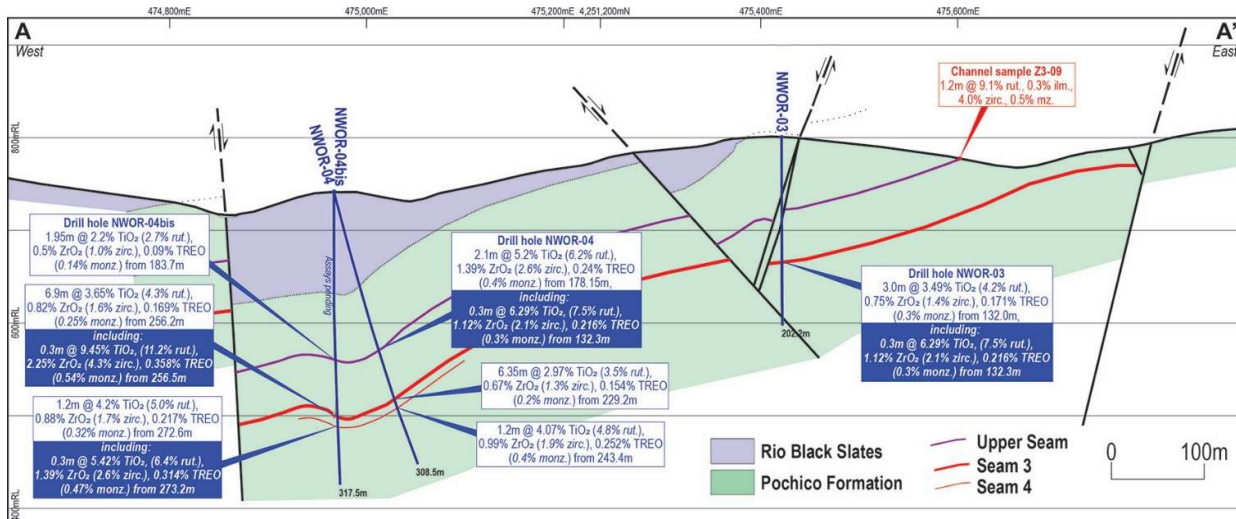 A
West
474,800mE
475,000mE
475,200mE
4,251,200mN
475,400mE
475,600mE
A'
East
800mRL
600mRL
400mRL
NWOR-04bis
NWOR-04
NWOR-03
Channel sample Z3-09
1.2m @ 9.1% rut., 0.3% ilm.,
4.0% zirc., 0.5% mz.
Drill hole NWOR-04bis
1.95m @ 2.2% TiO₂ (2.7% rut.),
0.5% ZrO₂ (1.0% zirc.), 0.09% TREO
(0.14% monz.) from 183.7m
6.9m @ 3.65% TiO₂ (4.3% rut.),
0.82% ZrO₂ (1.6% zirc.), 0.169% TREO
(0.25% monz.) from 256.2m
including:
0.3m @ 9.45% TiO₂, (11.2% rut.),
2.25% ZrO₂ (4.3% zirc.), 0.358% TREO
(0.54% monz.) from 256.5m
1.2m @ 4.2% TiO₂ (5.0% rut.),
0.88% ZrO₂ (1.7% zirc.), 0.217% TREO
(0.32% monz.) from 272.6m
including:
0.3m @ 5.42% TiO₂, (6.4% rut.),
1.39% ZrO₂ (2.6% zirc.), 0.314% TREO
(0.47% monz.) from 273.2m
Assays pending
Drill hole NWOR-04
2.1m @ 5.2% TiO₂ (6.2% rut.),
1.39% ZrO₂ (2.6% zirc.), 0.24% TREO
(0.4% monz.) from 178.15m,
including:
0.3m @ 6.29% TiO₂, (7.5% rut.),
1.12% ZrO₂ (2.1% zirc.), 0.216% TREO
(0.3% monz.) from 132.3m
6.35m @ 2.97% TiO₂ (3.5% rut.),
0.67% ZrO₂ (1.3% zirc.), 0.154% TREO
(0.2% monz.) from 229.2m
1.2m @ 4.07% TiO₂ (4.8% rut.),
0.99% ZrO₂ (1.9% zirc.), 0.252% TREO
(0.4% monz.) from 243.4m
Drill hole NWOR-03
3.0m @ 3.49% TiO₂ (4.2% rut.),
0.75% ZrO₂ (1.4% zirc.), 0.171% TREO
(0.3% monz.) from 132.0m,
including:
0.3m @ 6.29% TiO₂, (7.5% rut.),
1.12% ZrO₂ (2.1% zirc.), 0.216% TREO
(0.3% monz.) from 132.3m
202.2m
308.5m
317.5m
Rio Black Slates
Pochico Formation
Upper Seam
Seam 3
Seam 4
0
100m